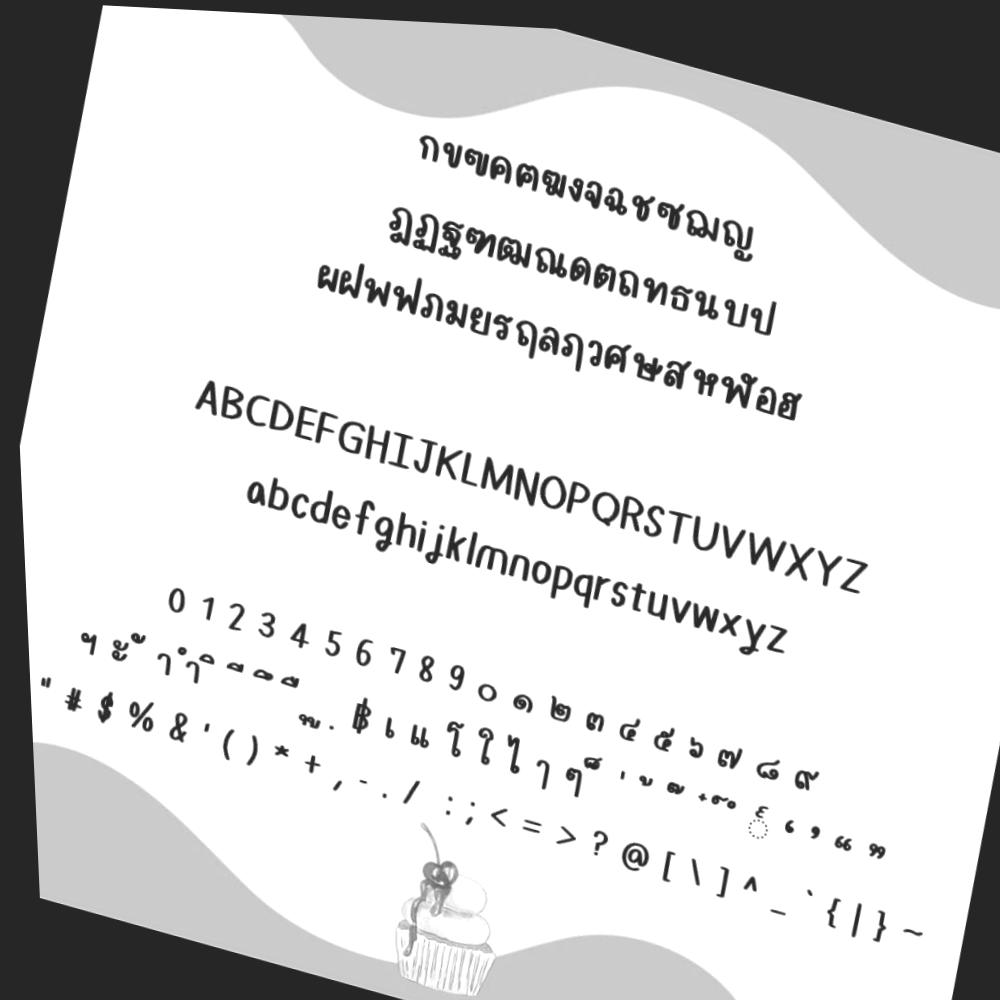 กขฃคฅฆงจฉชซฌญ
ฎฏฐฑฒณดตถทธนบป
ผฝพฟภมยรฤลฦวศษสหฬอฮ
ABCDEFGHIJKLMNOPQRSTUVWXYZ
abcdefghijklmnopqrstuvwxyz
0 1 2 3 4 5 6 7 8 9 ๐ ๑ ๒ ๓ ๔ ๕ ๖ ๗ ๘ ๙
ฯ ะ ั า ำ ิ ี ึ ื ุ ู ฺ ฿ เ แ โ ใ ไ ๅ ๆ ็ ่ ้ ๊ ๋ ์ ํ ๎ ‘ ’ “ ”
" # $ % & ' ( ) * + , - . / : ; < = > ? @ [ \ ] ^ _ ` { | } ~